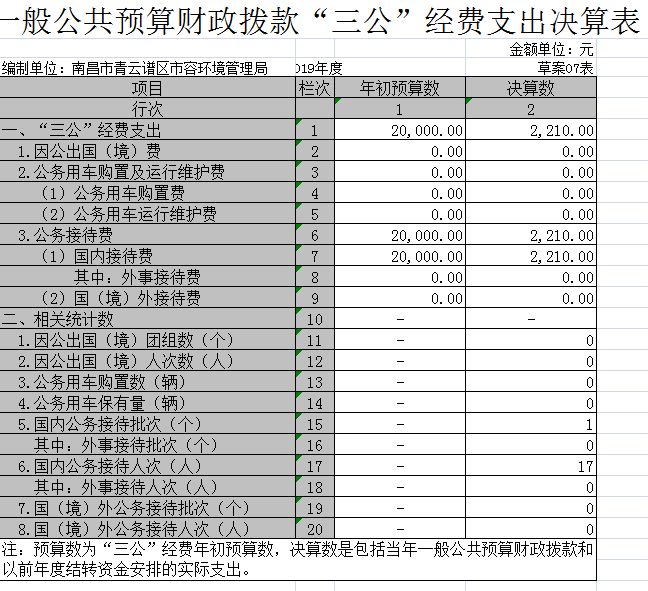 一般公共预算财政拨款“三公”经费支出决算表
金额单位：元
编制单位：南昌市青云谱区市容环境管理局 019年度 草案07表
项目 栏次 年初预算数 决算数
行次 1 2
一、“三公”经费支出 1 20,000.00 2,210.00
1.因公出国（境）费 2 0.00 0.00
2.公务用车购置及运行维护费 3 0.00 0.00
（1）公务用车购置费 4 0.00 0.00
（2）公务用车运行维护费 5 0.00 0.00
3.公务接待费 6 20,000.00 2,210.00
（1）国内接待费 7 20,000.00 2,210.00
其中：外事接待费 8 0.00 0.00
（2）国（境）外接待费 9 0.00 0.00
二、相关统计数 10 － －
1.因公出国（境）团组数（个） 11 － 0
2.因公出国（境）人次数（人） 12 － 0
3.公务用车购置数（辆） 13 － 0
4.公务用车保有量（辆） 14 － 0
5.国内公务接待批次（个） 15 － 1
其中：外事接待批次（个） 16 － 0
6.国内公务接待人次（人） 17 － 17
其中：外事接待人次（人） 18 － 0
7.国（境）外公务接待批次（个） 19 － 0
8.国（境）外公务接待人次（人） 20 － 0
注：预算数为“三公”经费年初预算数，决算数是包括当年一般公共预算财政拨款和
以前年度结转资金安排的实际支出。